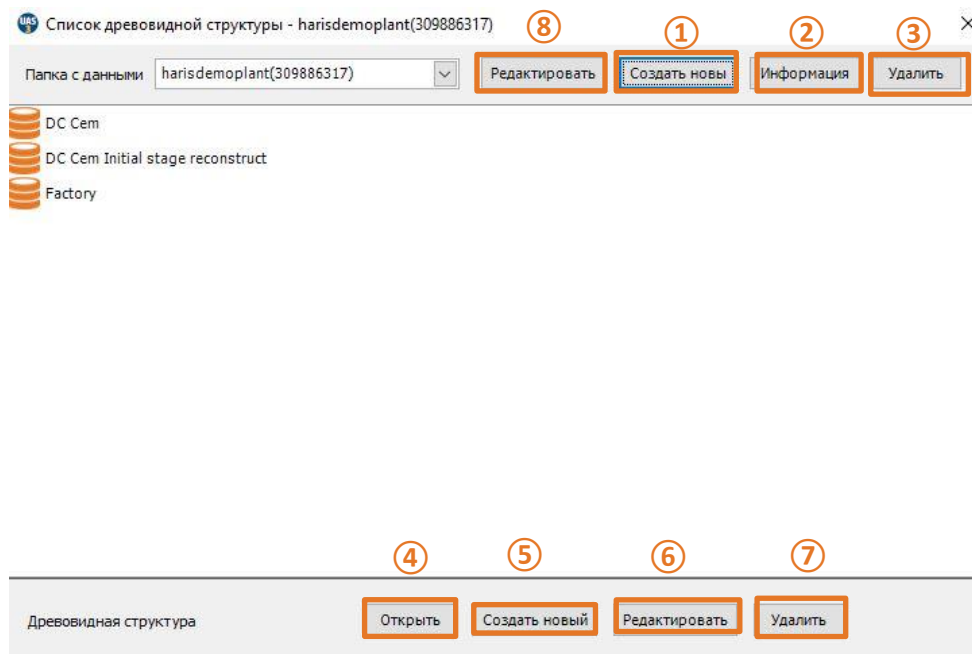 UAS
Список древовидной структуры - harisdemoplant(309886317)
⑧ ① ② ③
Папка с данными harisdemoplant(309886317) Редактировать Создать новы Информация Удалить
DC Cem
DC Cem Initial stage reconstruct
Factory
④ ⑤ ⑥ ⑦
Древовидная структура Открыть Создать новый Редактировать Удалить